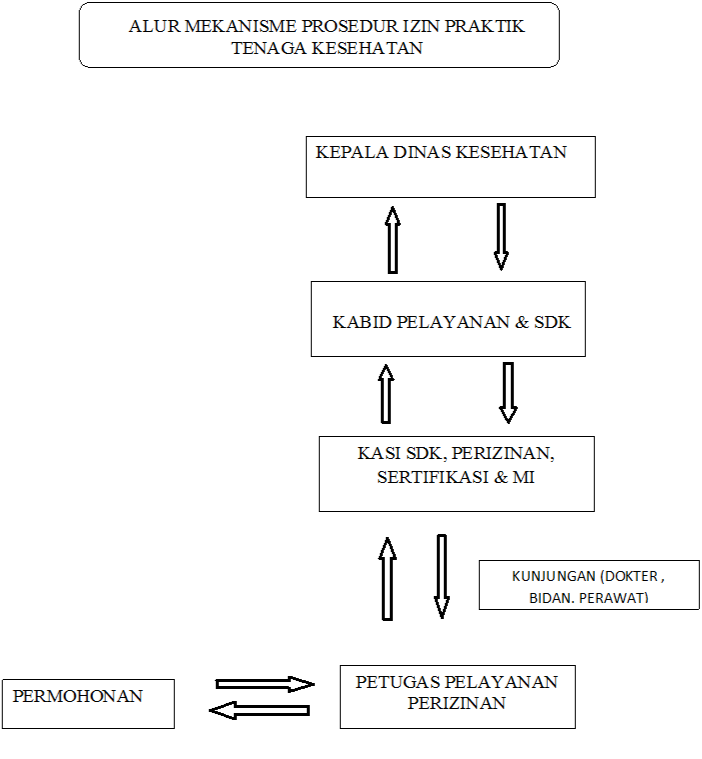 ALUR MEKANISME PROSEDUR IZIN PRAKTIK
TENAGA KESEHATAN
KEPALA DINAS KESEHATAN
KABID PELAYANAN & SDK
KASI SDK, PERIZINAN,
SERTIFIKASI & MI
KUNJUNGAN (DOKTER ,
BIDAN. PERAWAT)
PERMOHONAN
PETUGAS PELAYANAN
PERIZINAN